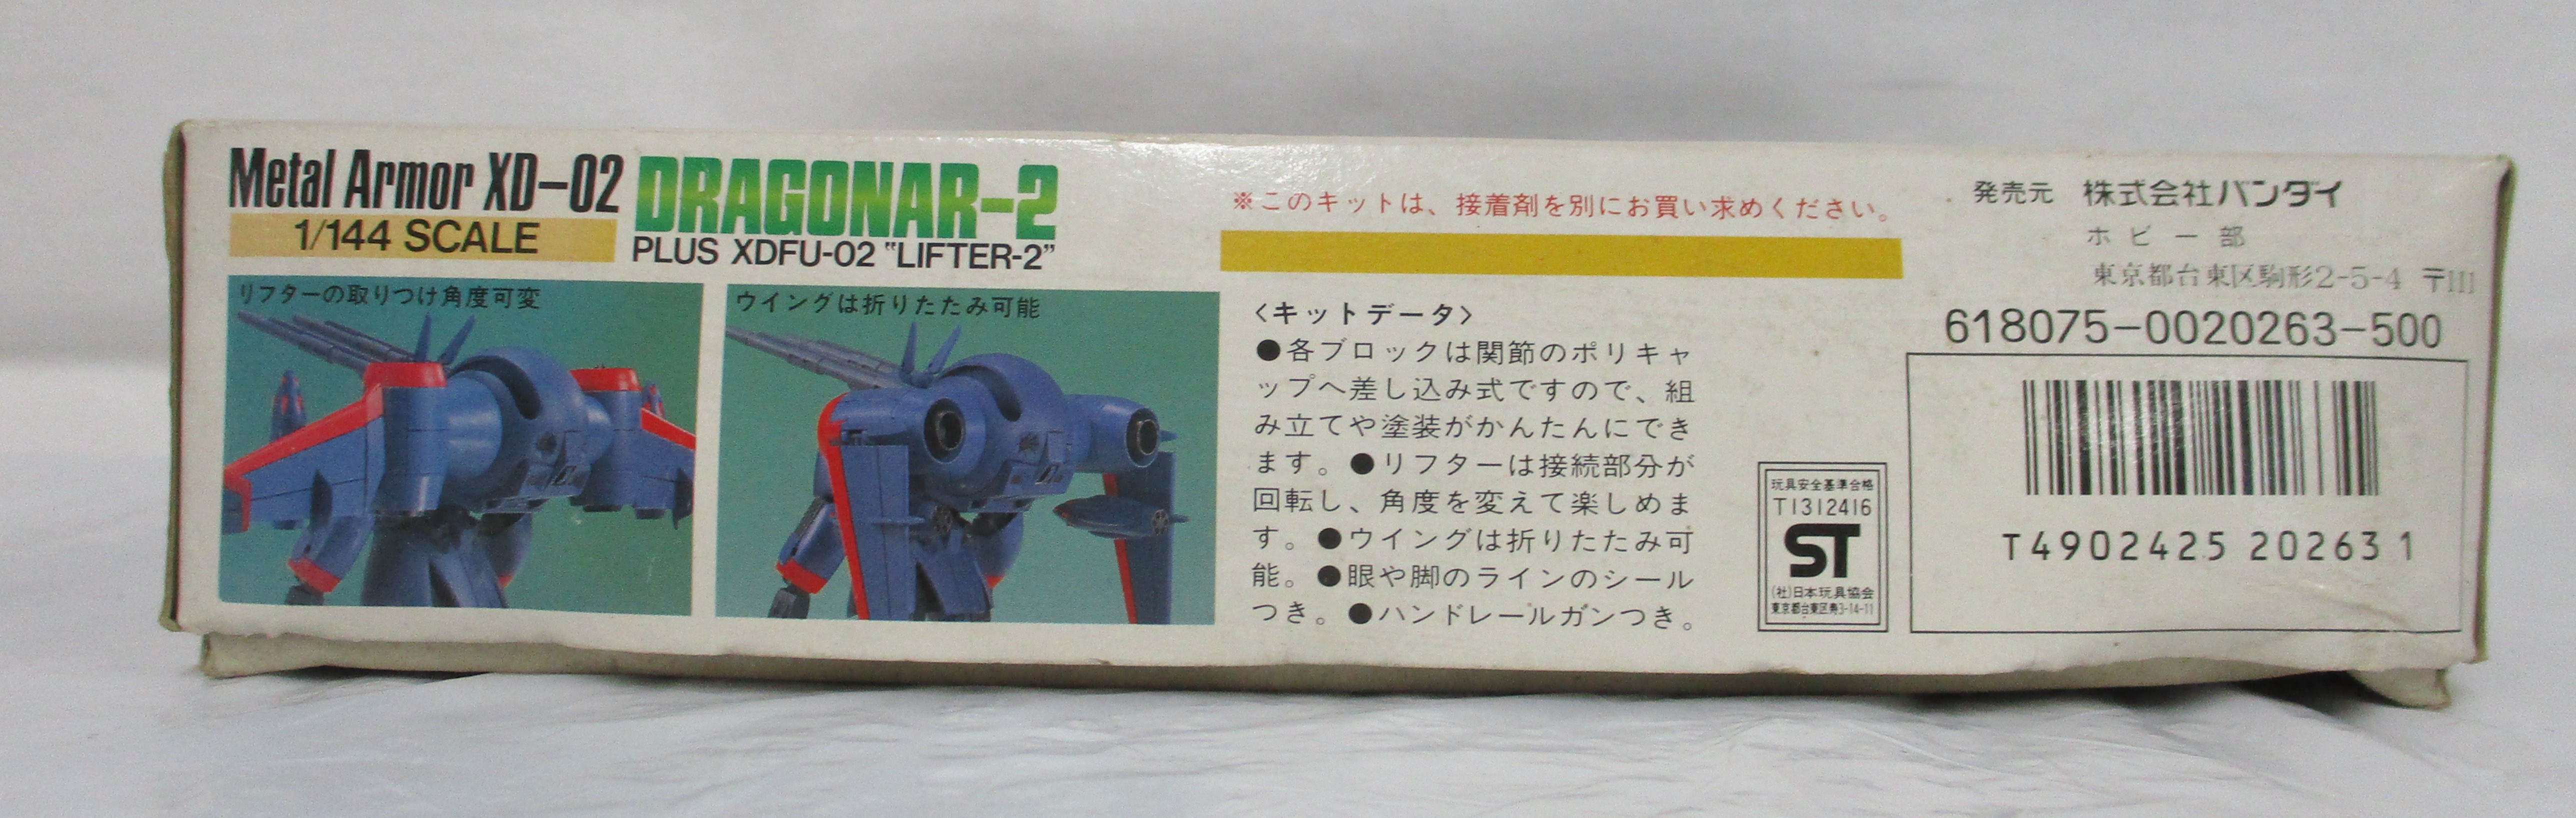 Metal Armor XD-02 DRAGONAR-2
1/144 SCALE
PLUS XDFU-02 "LIFTER-2"
リフターの取りつけ角度可変
ウイングは折りたたみ可能
※このキットは、接着剤を別にお買い求めください。
〈キットデータ〉
●各ブロックは関節のポリキャ
ップへ差し込み式ですので、組
み立てや塗装がかんたんにでき
ます。●リフターは接続部分が
回転し、角度を変えて楽しめま
す。●ウイングは折りたたみ可
能。●眼や脚のラインのシール
つき。●ハンドレールガンつき。
玩具安全基準合格
T1312416
ST
(社)日本玩具協会
東京都台東区寿3-14-11
発売元 株式会社バンダイ
ホビー部
東京都台東区駒形2-5-4 〒111
618075-0020263-500
T4902425 20263 1